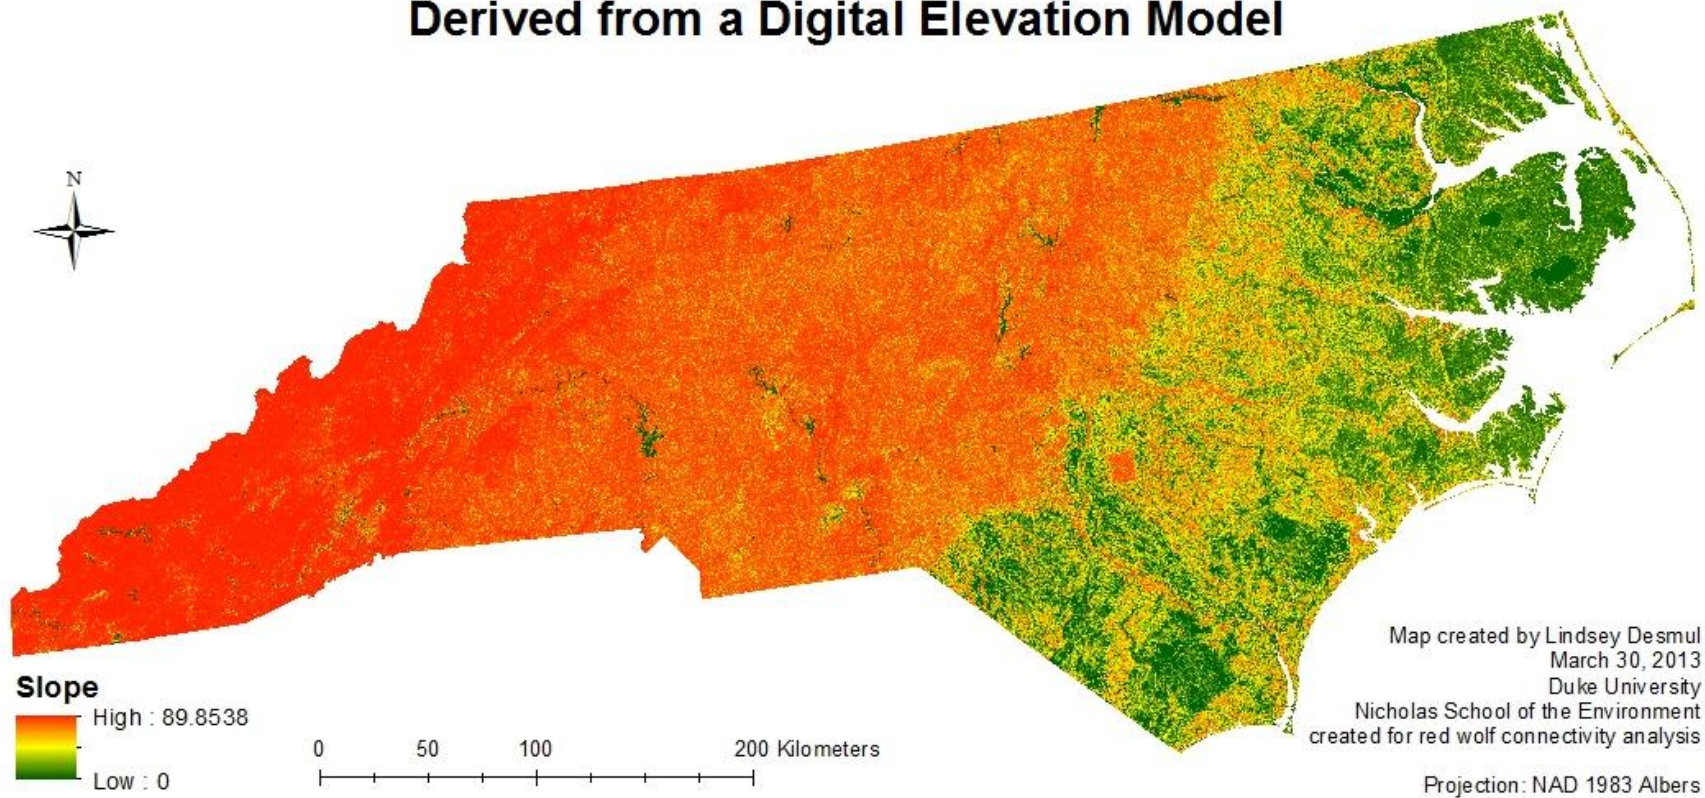 Derived from a Digital Elevation Model
N
Slope
High : 89.8538
Low : 0
0 50 100 200 Kilometers
Map created by Lindsey Desmul
March 30, 2013
Duke University
Nicholas School of the Environment
created for red wolf connectivity analysis
Projection: NAD 1983 Albers